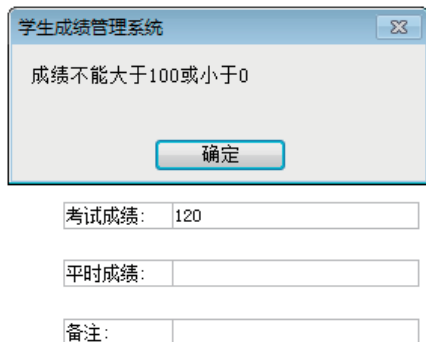 学生成绩管理系统
成绩不能大于100或小于0
确定
考试成绩: 120
平时成绩:
备注: